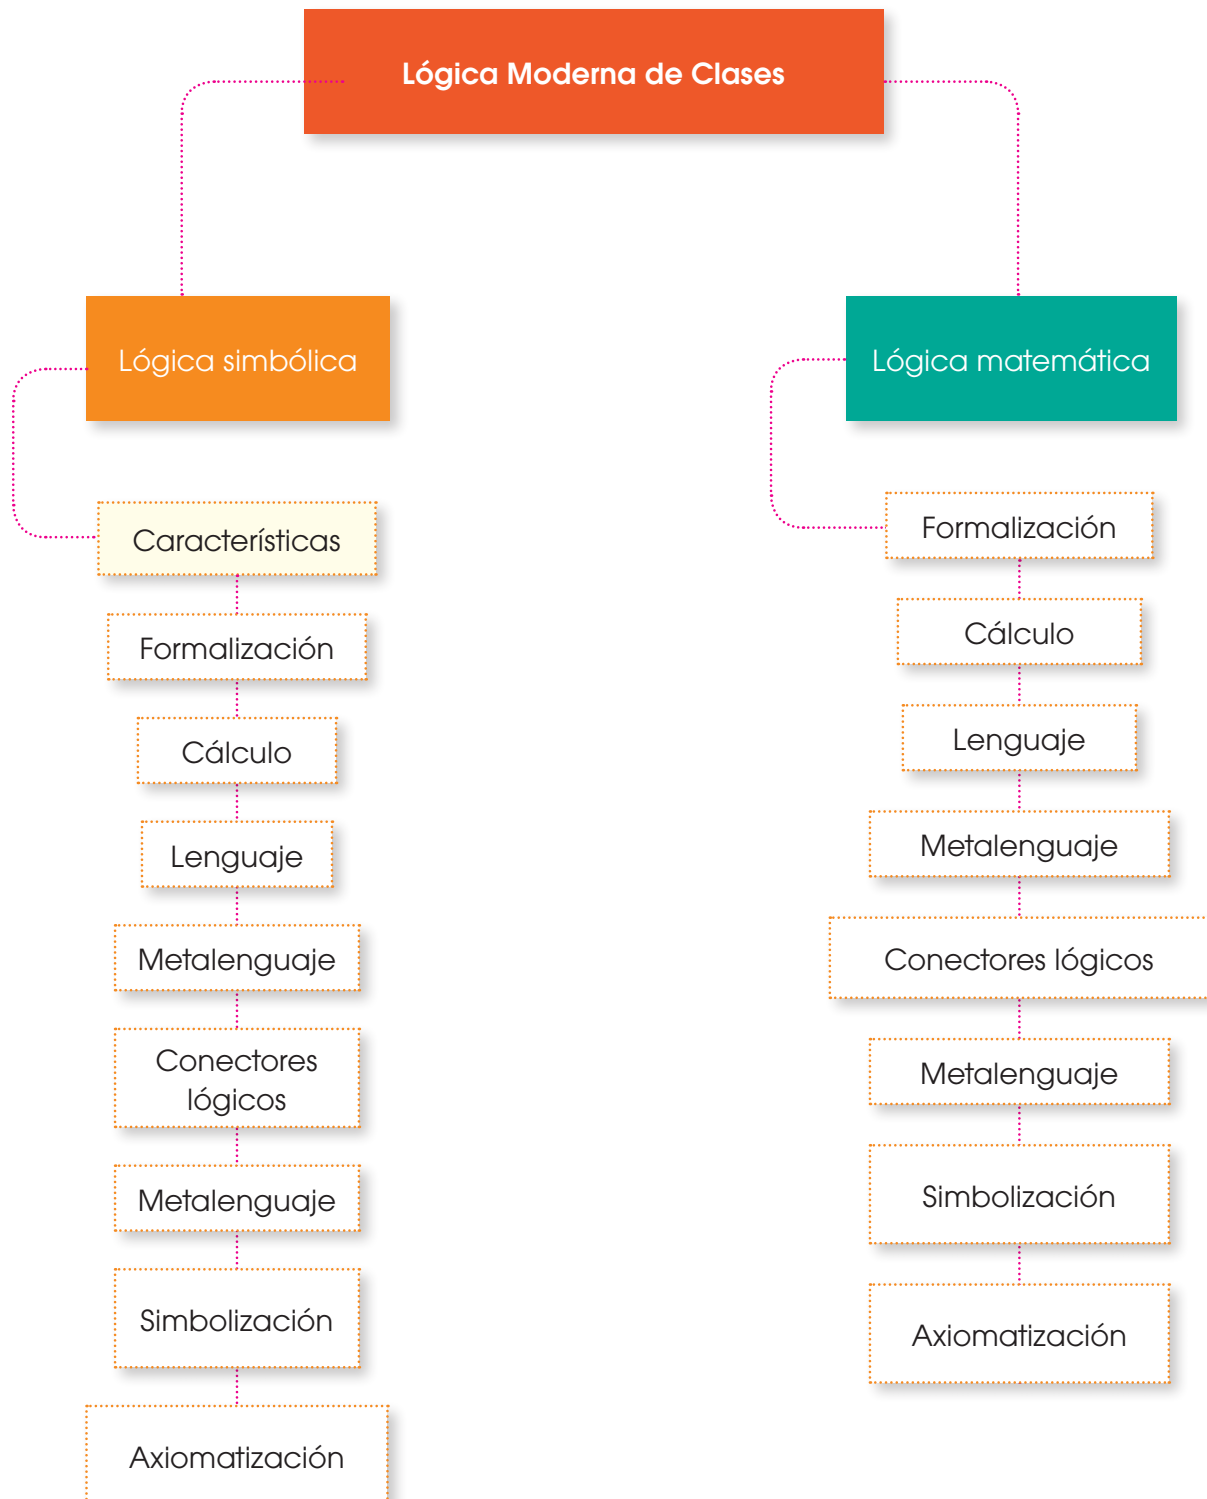 Lógica Moderna de Clases
Lógica simbólica
Características
Formalización
Cálculo
Lenguaje
Metalenguaje
Conectores
lógicos
Metalenguaje
Simbolización
Axiomatización
Lógica matemática
Formalización
Cálculo
Lenguaje
Metalenguaje
Conectores lógicos
Metalenguaje
Simbolización
Axiomatización